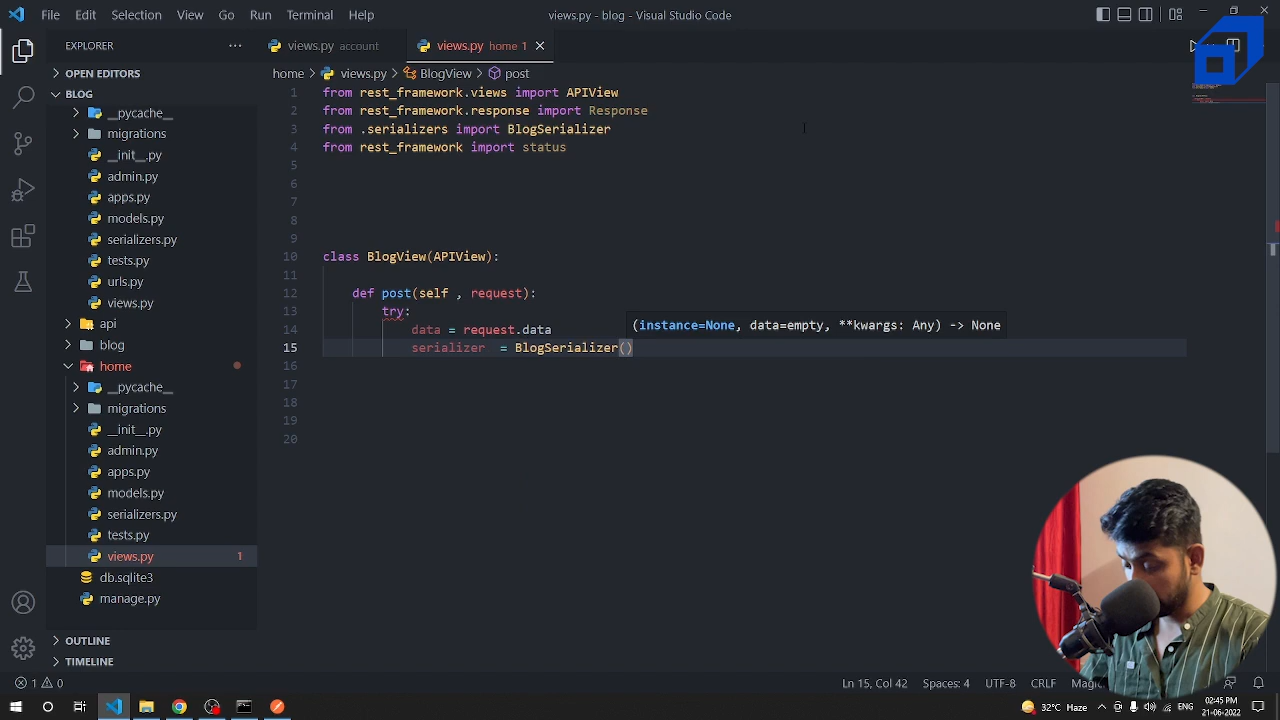 File Edit Selection View Go Run Terminal Help
views.py - blog - Visual Studio Code
EXPLORER
views.py account
views.py home 1
OPEN EDITORS
BLOG
__pycache__
migrations
__init__.py
admin.py
apps.py
models.py
serializers.py
tests.py
urls.py
views.py
api
blog
home
__pycache__
migrations
__init__.py
admin.py
apps.py
models.py
serializers.py
tests.py
views.py 1
db.sqlite3
manage.py
OUTLINE
TIMELINE
home > views.py > BlogView > post
1 from rest_framework.views import APIView
2 from rest_framework.response import Response
3 from .serializers import BlogSerializer
4 from rest_framework import status
5
6
7
8
9
10 class BlogView(APIView):
11
12 def post(self , request):
13 try:
14 data = request.data
(instance=None, data=empty, **kwargs: Any) -> None
15 serializer  = BlogSerializer()
16
17
18
19
20
1 0
Ln 15, Col 42 Spaces: 4 UTF-8 CRLF
32°C Haze
02:45 PM
21-06-2022